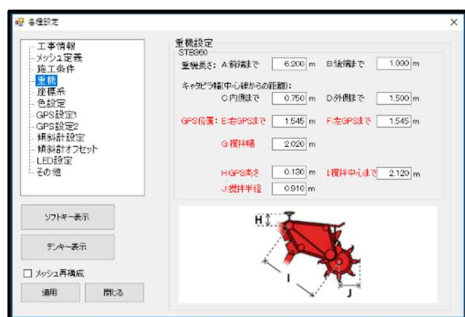 各種設定
工事情報
メッシュ定義
施工条件
重機
座標系
色設定
GPS設定1
GPS設定2
傾斜計設定
傾斜計オフセット
LED設定
その他
ソフトキー表示
テンキー表示
メッシュ再構成
適用 閉じる
重機設定
STB360
重機長さ: A:前端まで 6.200 m B:後端まで 1.000 m
キャタピラ幅(中心線からの距離):
C:内側まで 0.750 m D:外側まで 1.500 m
GPS位置: E:右GPSまで 1.545 m F:左GPSまで 1.545 m
G:攪拌幅 2.020 m
H:GPS高さ 0.130 m I:攪拌中心まで 2.120 m
J:攪拌半径 0.910 m
H
I
J